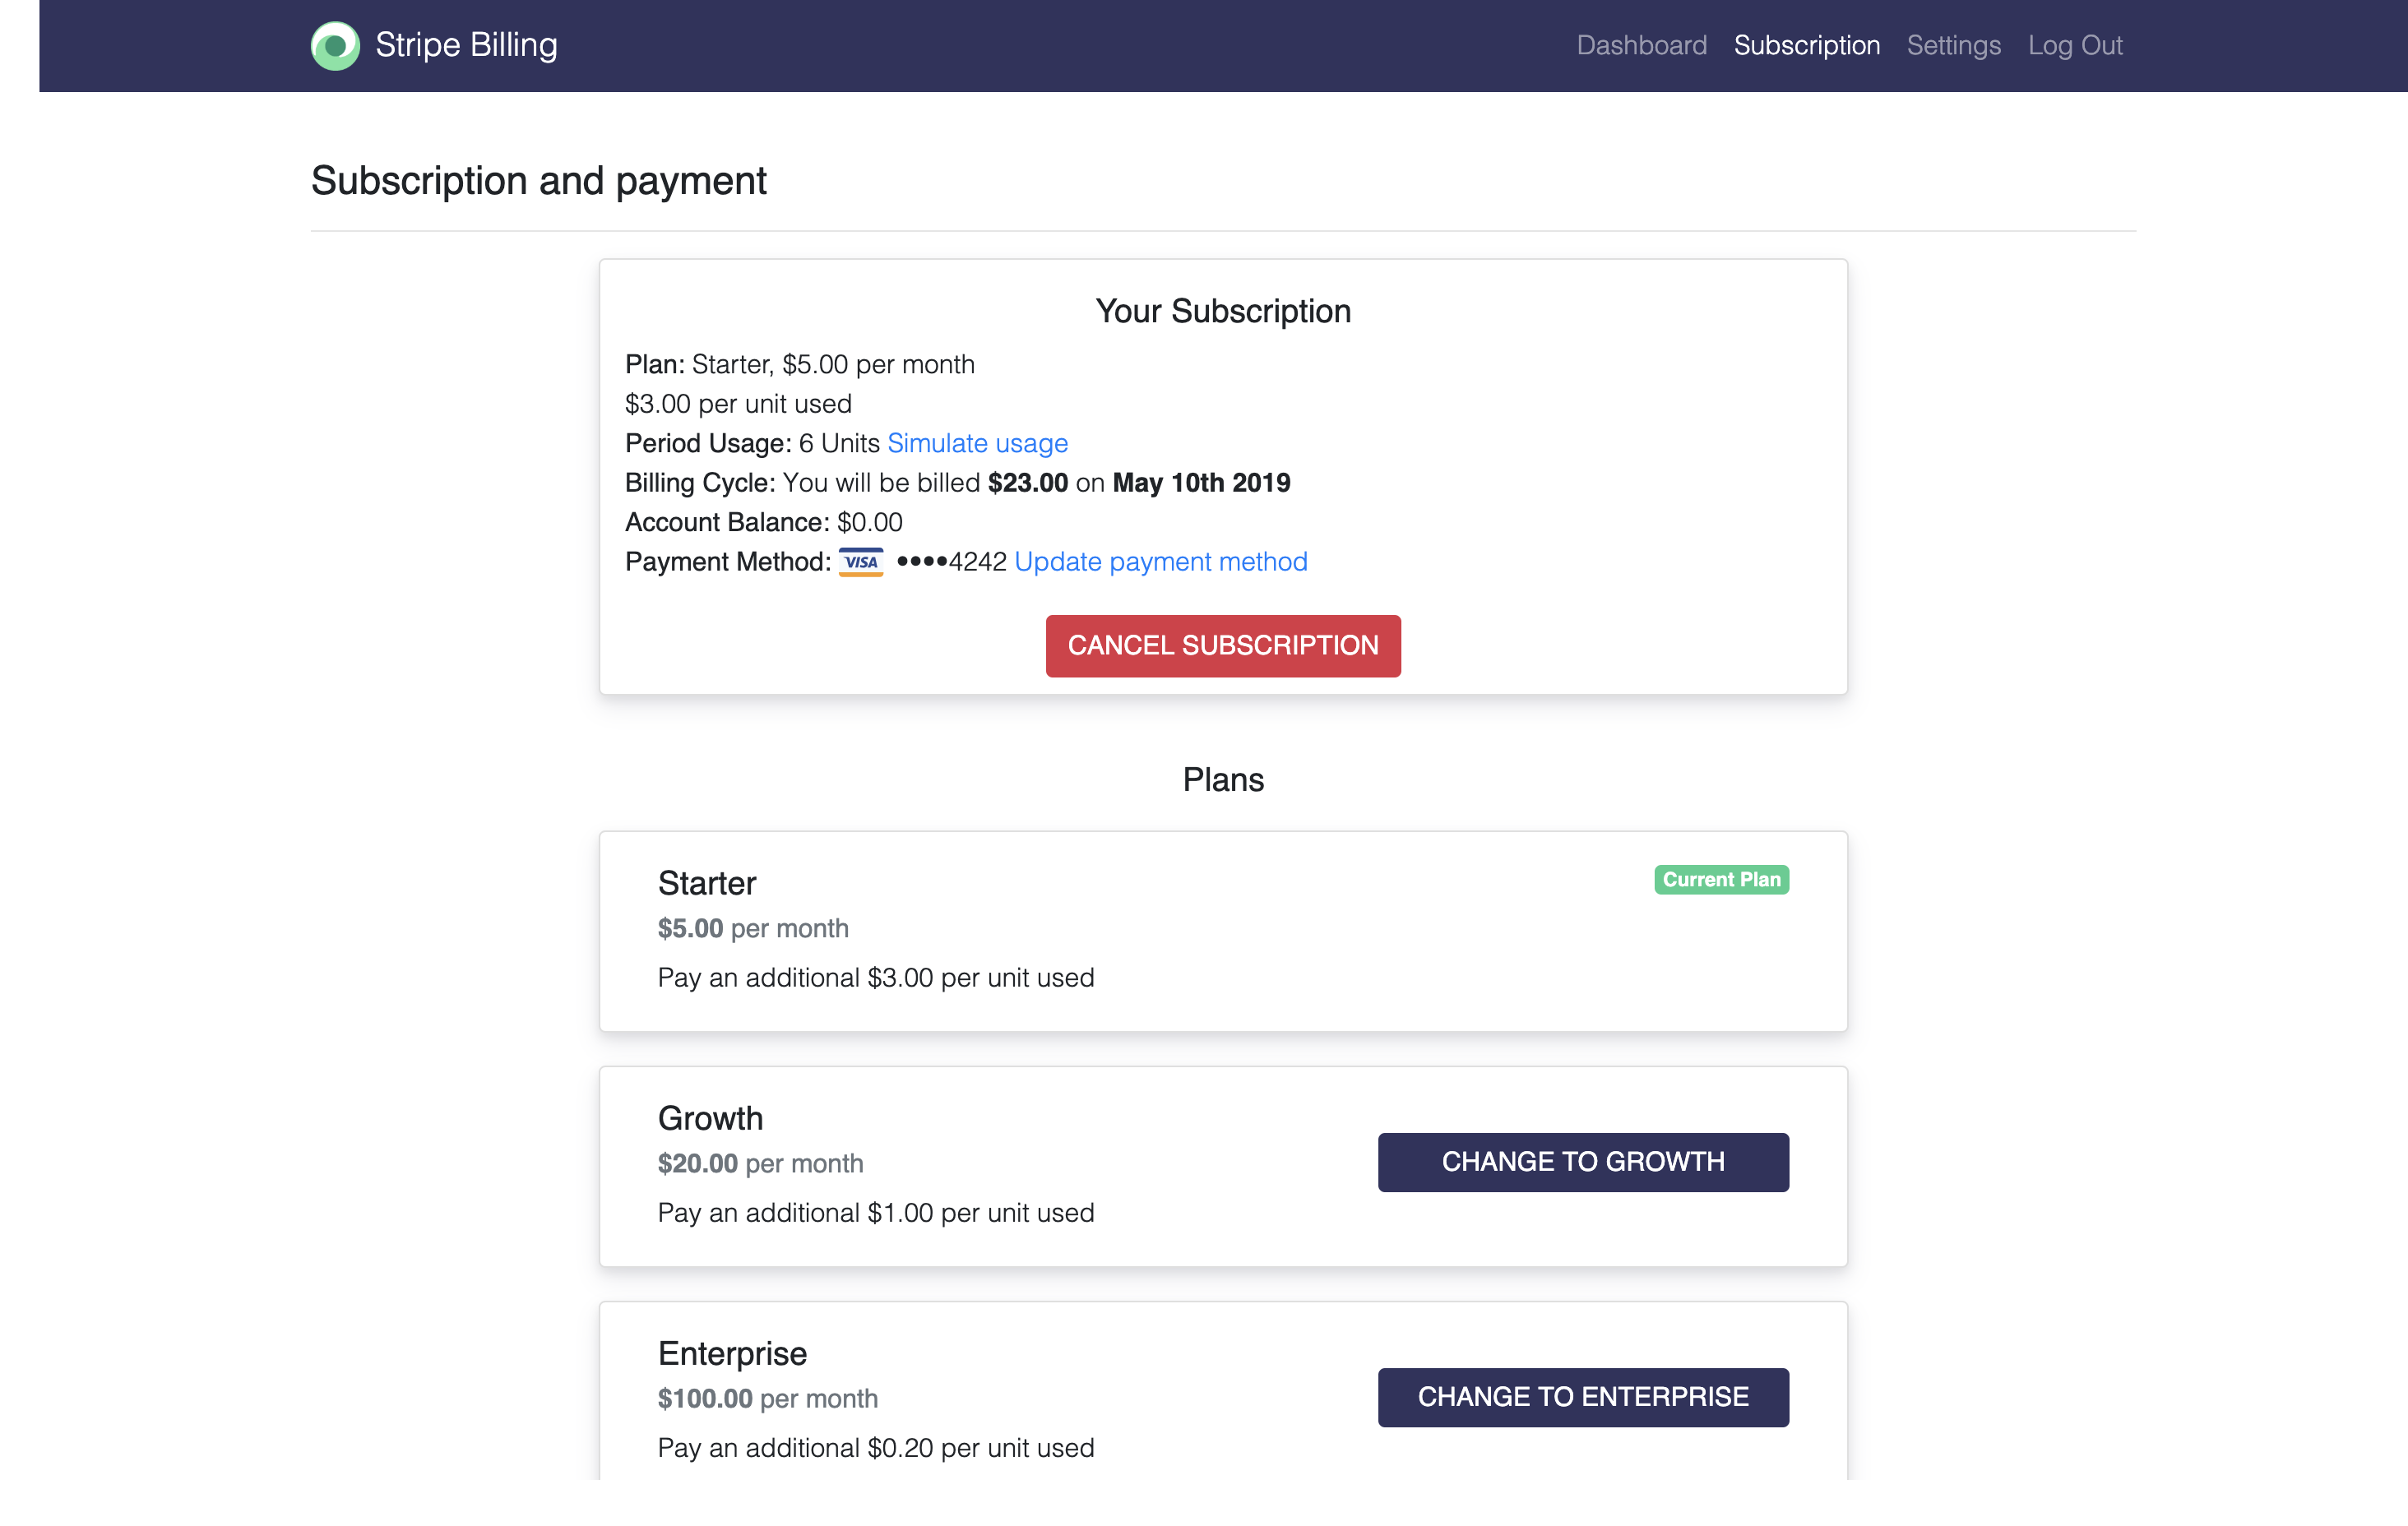 Stripe Billing
Dashboard Subscription Settings Log Out
Subscription and payment
Your Subscription
Plan: Starter, $5.00 per month
$3.00 per unit used
Period Usage: 6 Units Simulate usage
Billing Cycle: You will be billed $23.00 on May 10th 2019
Account Balance: $0.00
Payment Method: VISA ••••4242 Update payment method
CANCEL SUBSCRIPTION
Plans
Starter
Current Plan
$5.00 per month
Pay an additional $3.00 per unit used
Growth
$20.00 per month
CHANGE TO GROWTH
Pay an additional $1.00 per unit used
Enterprise
$100.00 per month
CHANGE TO ENTERPRISE
Pay an additional $0.20 per unit used